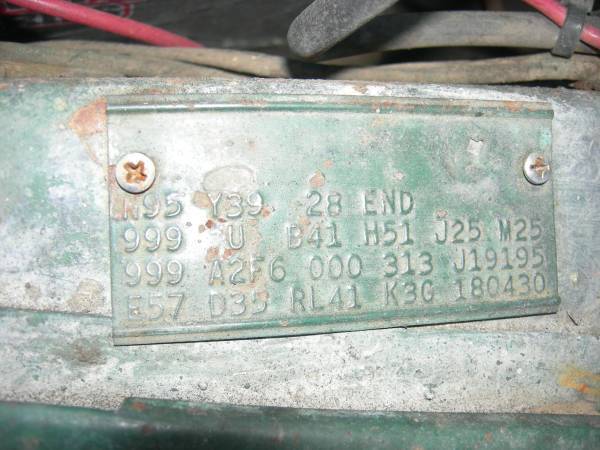 N95 Y39 28 END
999 U B41 H51 J25 M25
999 A2F6 000 313 J19195
E57 D35 RL41 K3G 180430